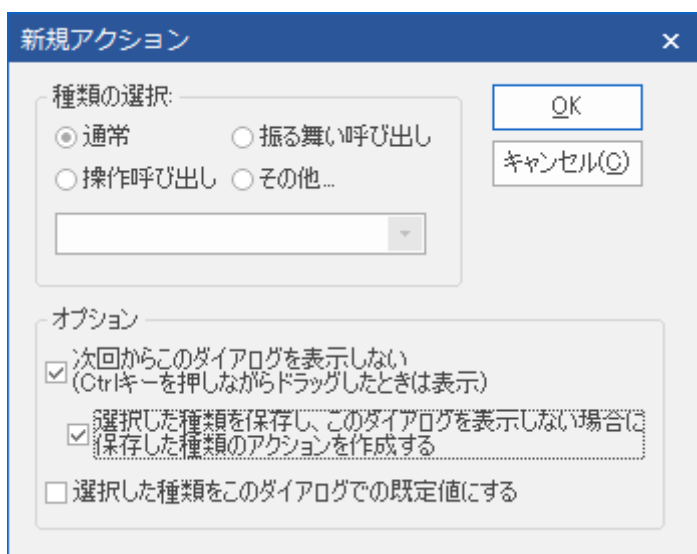 新規アクション
種類の選択:
通常
振る舞い呼び出し
操作呼び出し
その他...
OK
キャンセル(C)
オプション
次回からこのダイアログを表示しない
(Ctrlキーを押しながらドラッグしたときは表示)
選択した種類を保存し、このダイアログを表示しない場合に
保存した種類のアクションを作成する
選択した種類をこのダイアログでの既定値にする